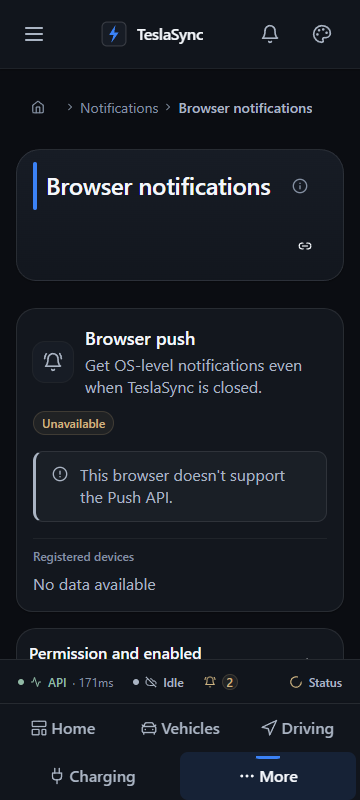 TeslaSync
Notifications Browser notifications
Browser notifications
Browser push
Get OS-level notifications even
when TeslaSync is closed.
Unavailable
This browser doesn't support
the Push API.
Registered devices
No data available
Permission and enabled
API · 171ms Idle 2 Status
Home Vehicles Driving
Charging More